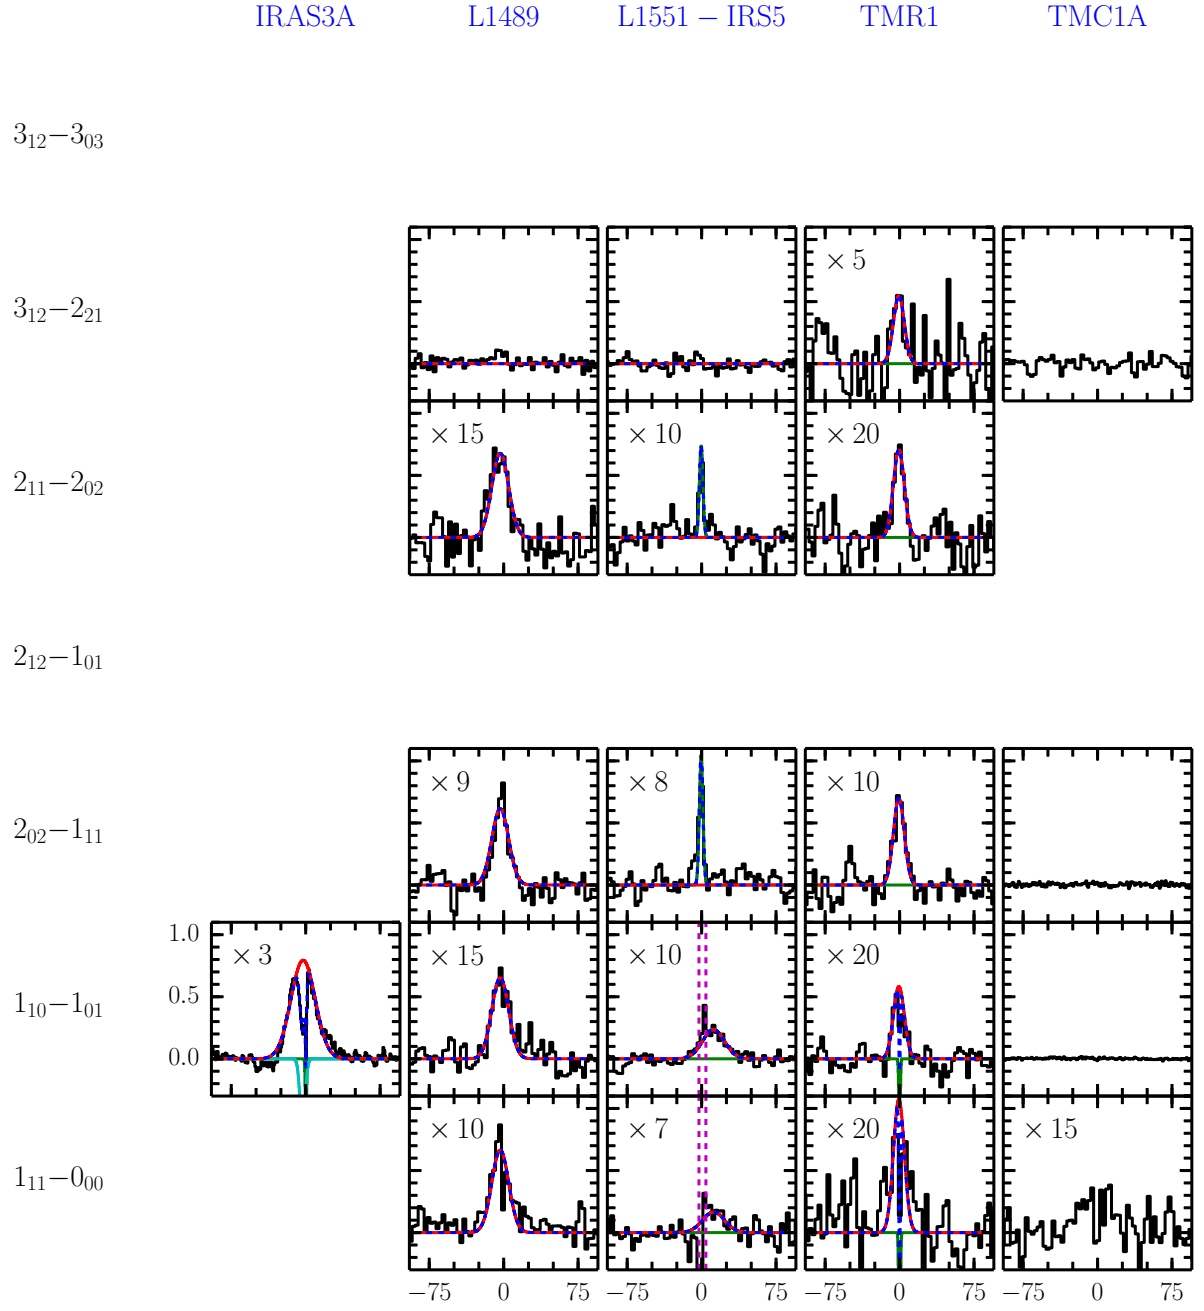 IRAS3A L1489 L1551 − IRS5 TMR1 TMC1A
3₁₂−3₀₃
× 5
3₁₂−2₂₁
× 15 × 10 × 20
2₁₁−2₀₂
2₁₂−1₀₁
× 9 × 8 × 10
2₀₂−1₁₁
1.0
× 3 × 15 × 10 × 20
0.5
1₁₀−1₀₁
0.0
× 10 × 7 × 20 × 15
1₁₁−0₀₀
−75 0 75 −75 0 75 −75 0 75 −75 0 75